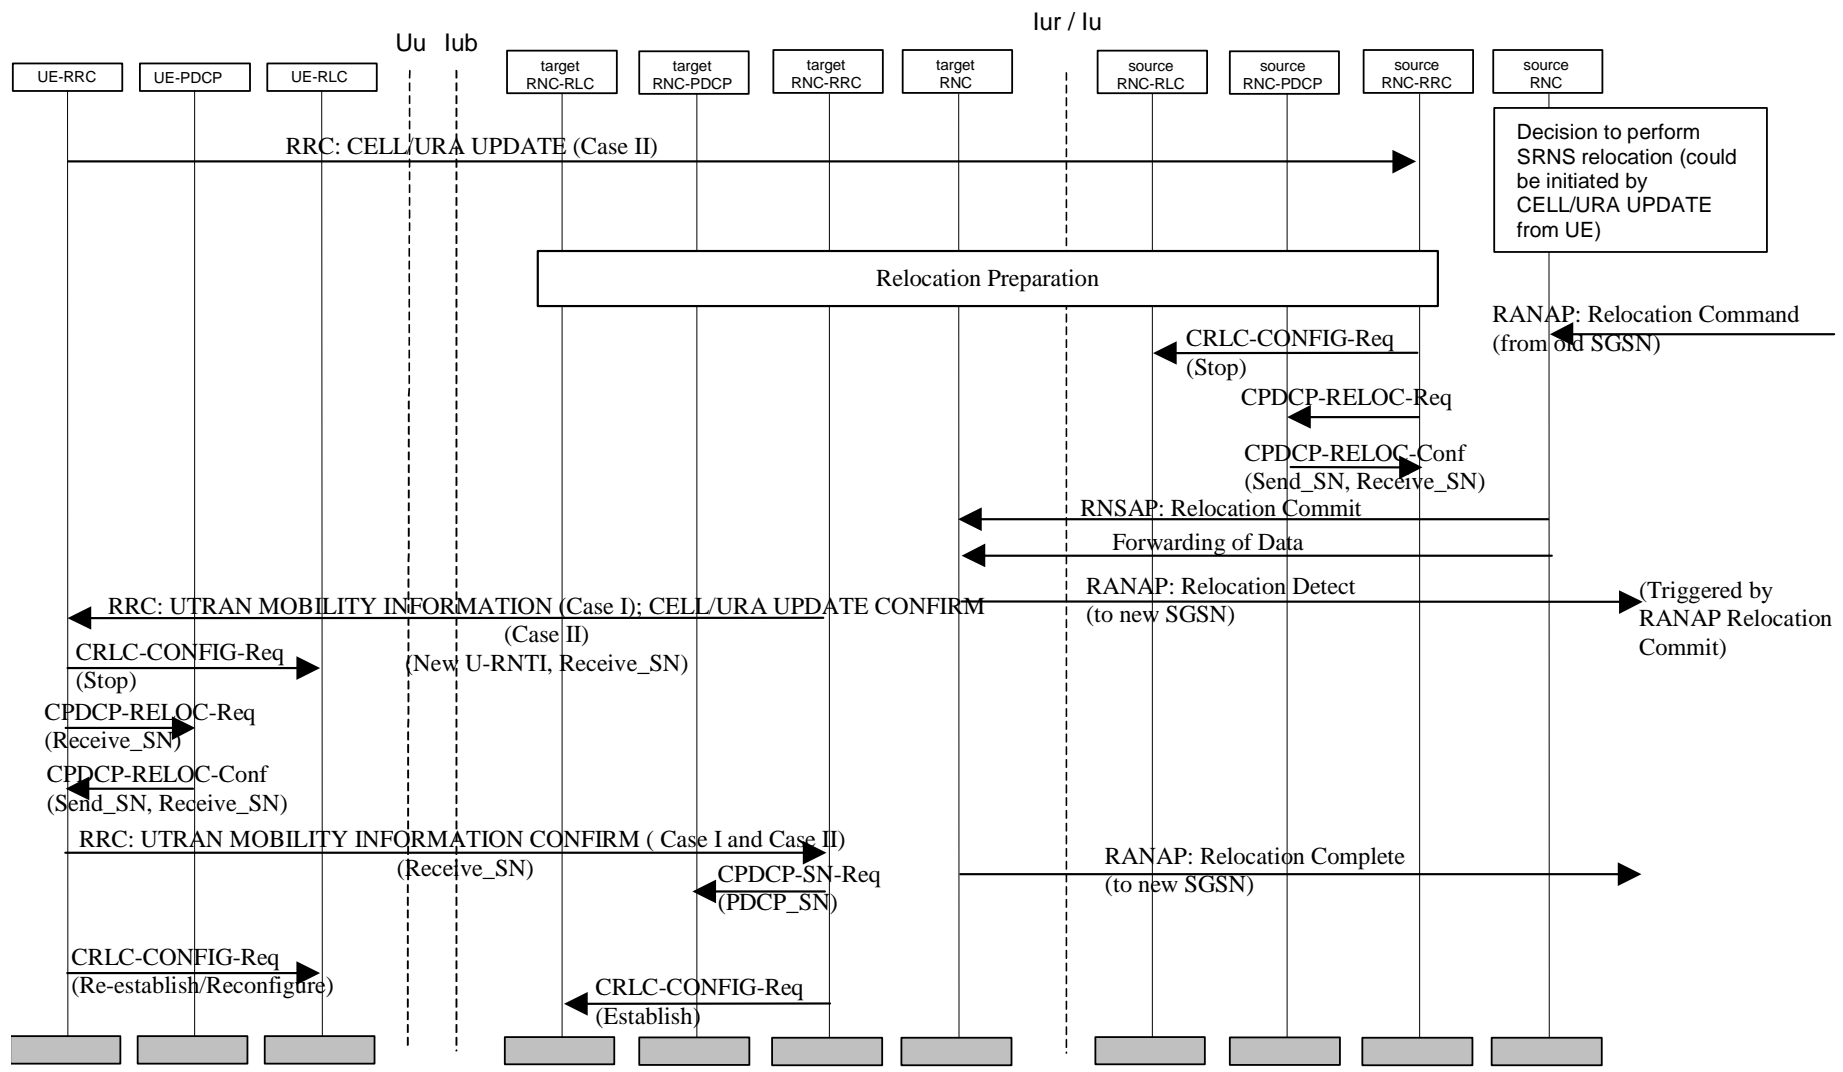 Iur / Iu
Uu Iub
UE-RRC
UE-PDCP
UE-RLC
target
RNC-RLC
target
RNC-PDCP
target
RNC-RRC
target
RNC
source
RNC-RLC
source
RNC-PDCP
source
RNC-RRC
source
RNC
Decision to perform
SRNS relocation (could
be initiated by
CELL/URA UPDATE
from UE)
RRC: CELL/URA UPDATE (Case II)
Relocation Preparation
RANAP: Relocation Command
(from old SGSN)
CRLC-CONFIG-Req
(Stop)
CPDCP-RELOC-Req
CPDCP-RELOC-Conf
(Send_SN, Receive_SN)
RNSAP: Relocation Commit
Forwarding of Data
RANAP: Relocation Detect
(to new SGSN)
(Triggered by
RANAP Relocation
Commit)
RRC: UTRAN MOBILITY INFORMATION (Case I); CELL/URA UPDATE CONFIRM
(Case II)
(New U-RNTI, Receive_SN)
CRLC-CONFIG-Req
(Stop)
CPDCP-RELOC-Req
(Receive_SN)
CPDCP-RELOC-Conf
(Send_SN, Receive_SN)
RRC: UTRAN MOBILITY INFORMATION CONFIRM ( Case I and Case II)
(Receive_SN)
RANAP: Relocation Complete
(to new SGSN)
CPDCP-SN-Req
(PDCP_SN)
CRLC-CONFIG-Req
(Re-establish/Reconfigure)
CRLC-CONFIG-Req
(Establish)